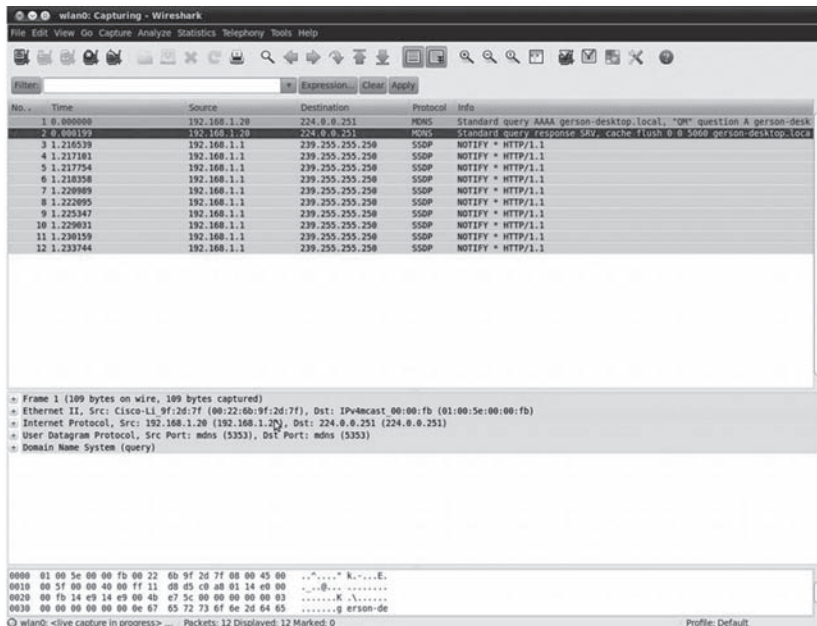 wlan0: Capturing - Wireshark
File Edit View Go Capture Analyze Statistics Telephony Tools Help
Filter: Expression... Clear Apply
No. . Time Source Destination Protocol Info
1 0.000000 192.168.1.20 224.0.0.251 MDNS Standard query AAAA gerson-desktop.local, "QM" question A gerson-desk
2 0.000199 192.168.1.20 224.0.0.251 MDNS Standard query response SRV, cache flush 0 0 5060 gerson-desktop.loca
3 1.216539 192.168.1.1 239.255.255.250 SSDP NOTIFY * HTTP/1.1
4 1.217101 192.168.1.1 239.255.255.250 SSDP NOTIFY * HTTP/1.1
5 1.217754 192.168.1.1 239.255.255.250 SSDP NOTIFY * HTTP/1.1
6 1.218358 192.168.1.1 239.255.255.250 SSDP NOTIFY * HTTP/1.1
7 1.220989 192.168.1.1 239.255.255.250 SSDP NOTIFY * HTTP/1.1
8 1.222095 192.168.1.1 239.255.255.250 SSDP NOTIFY * HTTP/1.1
9 1.225347 192.168.1.1 239.255.255.250 SSDP NOTIFY * HTTP/1.1
10 1.229031 192.168.1.1 239.255.255.250 SSDP NOTIFY * HTTP/1.1
11 1.230159 192.168.1.1 239.255.255.250 SSDP NOTIFY * HTTP/1.1
12 1.233744 192.168.1.1 239.255.255.250 SSDP NOTIFY * HTTP/1.1
Frame 1 (109 bytes on wire, 109 bytes captured)
Ethernet II, Src: Cisco-Li_9f:2d:7f (00:22:6b:9f:2d:7f), Dst: IPv4mcast_00:00:fb (01:00:5e:00:00:fb)
Internet Protocol, Src: 192.168.1.20 (192.168.1.20), Dst: 224.0.0.251 (224.0.0.251)
User Datagram Protocol, Src Port: mdns (5353), Dst Port: mdns (5353)
Domain Name System (query)
0000 01 00 5e 00 00 fb 00 22 6b 9f 2d 7f 08 00 45 00 ..^...." k.-...E.
0010 00 5f 00 00 40 00 ff 11 d8 d5 c0 a8 01 14 e0 00 ._..@... ........
0020 00 fb 14 e9 14 e9 00 4b e7 5c 00 00 00 00 00 03 .......K .\......
0030 00 00 00 00 00 00 0e 67 65 72 73 6f 6e 2d 64 65 .......g erson-de
wlan0: <live capture in progress> ... Packets: 12 Displayed: 12 Marked: 0 Profile: Default